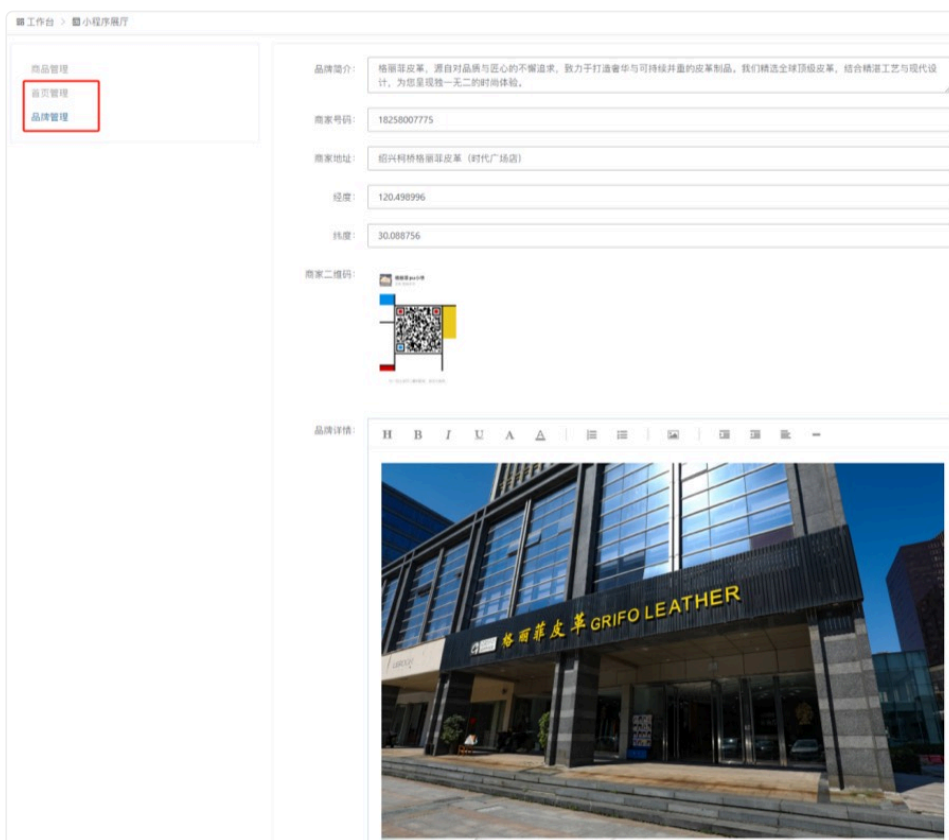 工作台 > 小程序展厅
商品管理
首页管理
品牌管理
品牌简介：
格丽菲皮革，源自对品质与匠心的不懈追求，致力于打造奢华与可持续并重的皮革制品。我们精选全球顶级皮革，结合精湛工艺与现代设
计，为您呈现独一无二的时尚体验。
商家号码：
18258007775
商家地址：
绍兴柯桥格丽菲皮革（时代广场店）
经度：
120.498996
纬度：
30.088756
商家二维码：
品牌详情：
H B I U A A
格丽菲皮革 GRIFO LEATHER